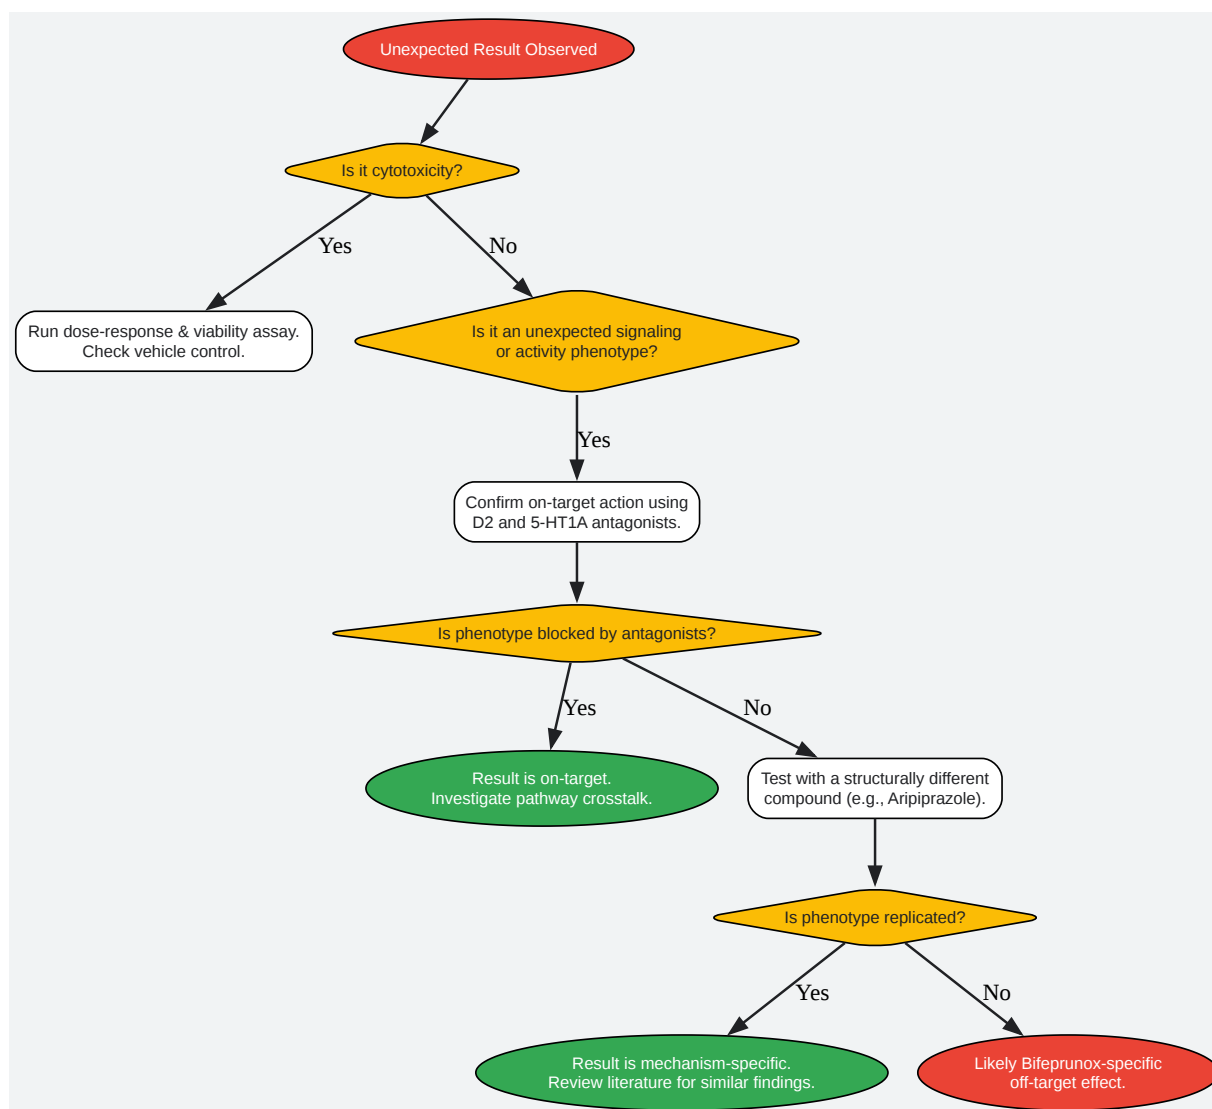 Unexpected Result Observed
Is it cytotoxicity?
Yes
No
Run dose-response & viability assay.
Check vehicle control.
Is it an unexpected signaling
or activity phenotype?
Yes
Confirm on-target action using
D2 and 5-HT1A antagonists.
Is phenotype blocked by antagonists?
Yes
No
Result is on-target.
Investigate pathway crosstalk.
Test with a structurally different
compound (e.g., Aripiprazole).
Is phenotype replicated?
Yes
No
Result is mechanism-specific.
Review literature for similar findings.
Likely Bifeprunox-specific
off-target effect.